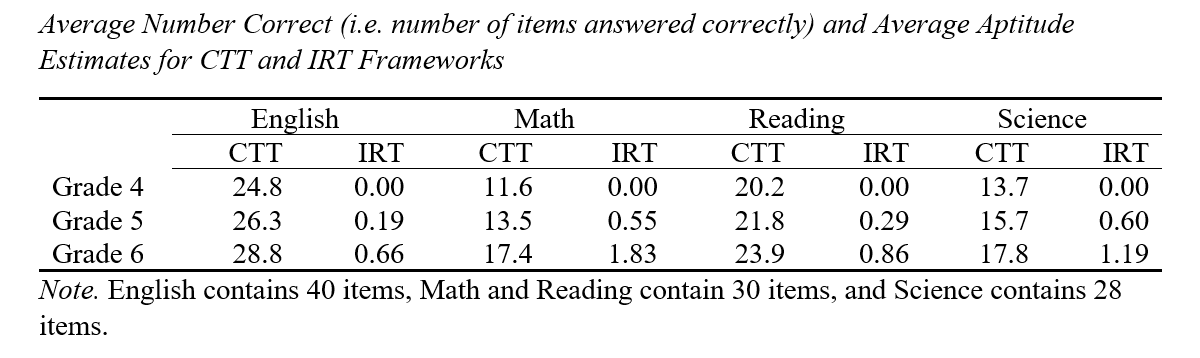 Average Number Correct (i.e. number of items answered correctly) and Average Aptitude
Estimates for CTT and IRT Frameworks
English Math Reading Science
CTT IRT CTT IRT CTT IRT CTT IRT
Grade 4 24.8 0.00 11.6 0.00 20.2 0.00 13.7 0.00
Grade 5 26.3 0.19 13.5 0.55 21.8 0.29 15.7 0.60
Grade 6 28.8 0.66 17.4 1.83 23.9 0.86 17.8 1.19
Note. English contains 40 items, Math and Reading contain 30 items, and Science contains 28
items.